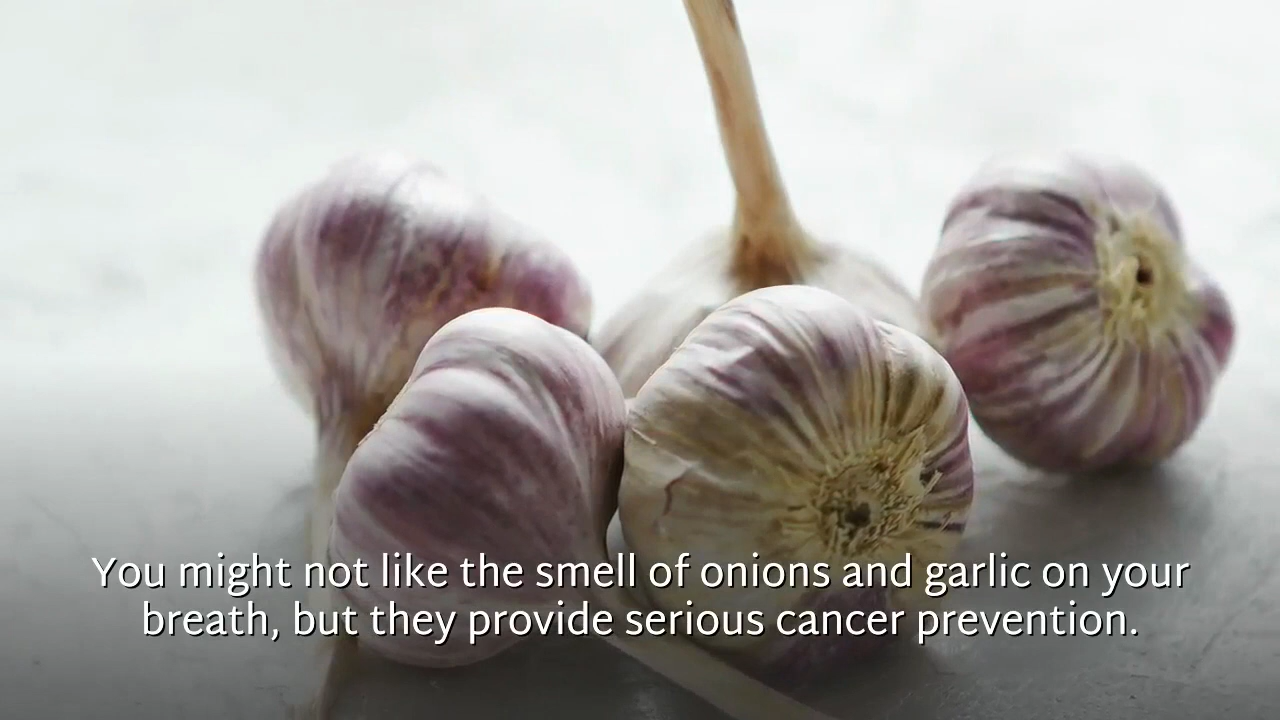 You might not like the smell of onions and garlic on your
breath, but they provide serious cancer prevention.